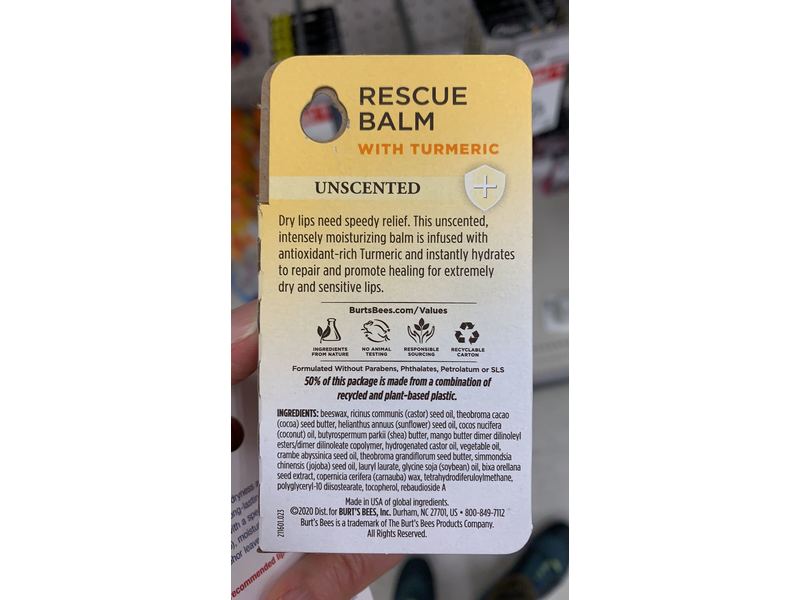 RESCUE
BALM
WITH TURMERIC
UNSCENTED
Dry lips need speedy relief. This unscented,
intensely moisturizing balm is infused with
antioxidant-rich Turmeric and instantly hydrates
to repair and promote healing for extremely
dry and sensitive lips.
BurtsBees.com/Values
INGREDIENTS
FROM NATURE
NO ANIMAL
TESTING
RESPONSIBLE
SOURCING
RECYCLABLE
CARTON
Formulated Without Parabens, Phthalates, Petrolatum or SLS
50% of this package is made from a combination of
recycled and plant-based plastic.
INGREDIENTS: beeswax, ricinus communis (castor) seed oil, theobroma cacao
(cocoa) seed butter, helianthus annuus (sunflower) seed oil, cocos nucifera
(coconut) oil, butyrospermum parkii (shea) butter, mango butter dimer dilinoleyl
esters/dimer dilinoleate copolymer, hydrogenated castor oil, vegetable oil,
crambe abyssinica seed oil, theobroma grandiflorum seed butter, simmondsia
chinensis (jojoba) seed oil, lauryl laurate, glycine soja (soybean) oil, bixa orellana
seed extract, copernicia cerifera (carnauba) wax, tetrahydrodiferuloylmethane,
polyglyceryl-10 diisostearate, tocopherol, rebaudioside A
Made in USA of global ingredients.
©2020 Dist. for BURT'S BEES, Inc. Durham, NC 27701, US • 800-849-7112
Burt's Bees is a trademark of The Burt's Bees Products Company.
All Rights Reserved.
211601.023
dryness